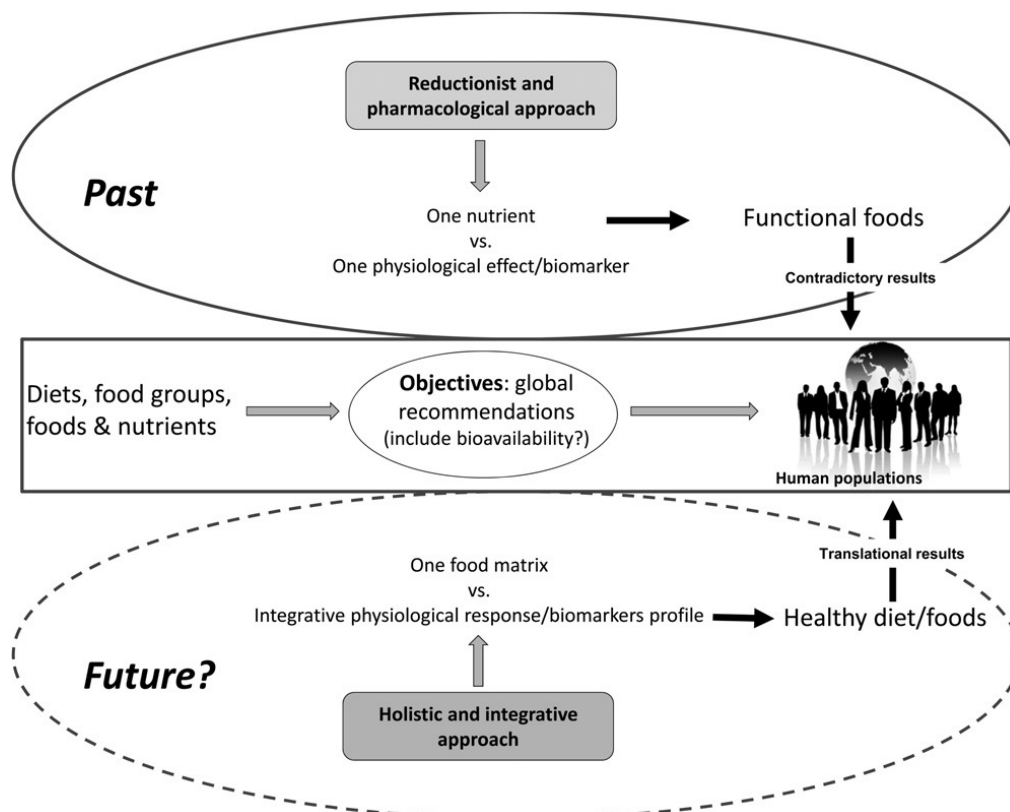 Reductionist and
pharmacological approach
Past
One nutrient
vs.
One physiological effect/biomarker
Functional foods
Contradictory results
Diets, food groups,
foods & nutrients
Objectives: global
recommendations
(include bioavailability?)
Human populations
Translational results
One food matrix
vs.
Integrative physiological response/biomarkers profile
Healthy diet/foods
Future?
Holistic and integrative
approach